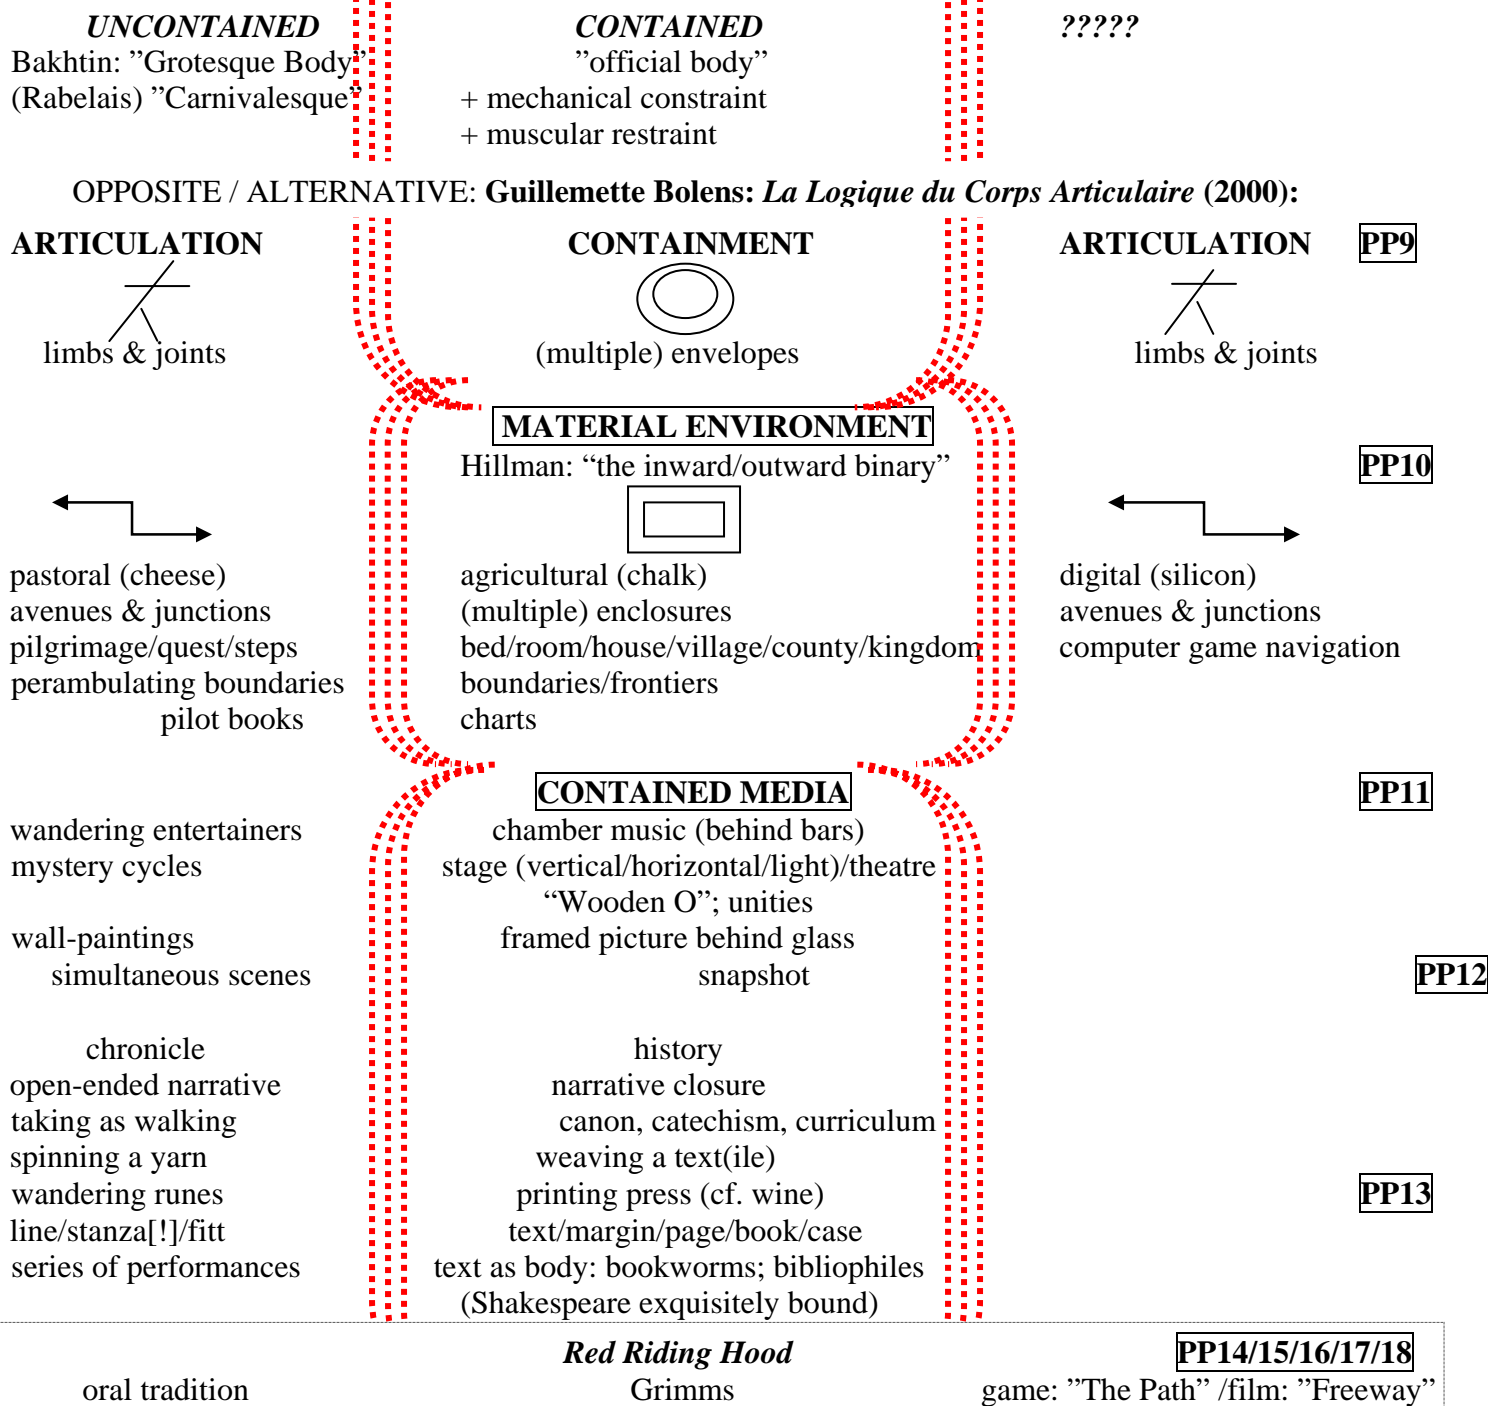 UNCONTAINED CONTAINED ?????
Bakhtin: ”Grotesque Body” ”official body”
(Rabelais) ”Carnivalesque” + mechanical constraint
+ muscular restraint
OPPOSITE / ALTERNATIVE: Guillemette Bolens: La Logique du Corps Articulaire (2000):
ARTICULATION CONTAINMENT ARTICULATION PP9
limbs & joints (multiple) envelopes limbs & joints
MATERIAL ENVIRONMENT
Hillman: “the inward/outward binary” PP10
pastoral (cheese) agricultural (chalk) digital (silicon)
avenues & junctions (multiple) enclosures avenues & junctions
pilgrimage/quest/steps bed/room/house/village/county/kingdom computer game navigation
perambulating boundaries boundaries/frontiers
pilot books charts
CONTAINED MEDIA PP11
wandering entertainers chamber music (behind bars)
mystery cycles stage (vertical/horizontal/light)/theatre
“Wooden O”; unities
wall-paintings framed picture behind glass
simultaneous scenes snapshot PP12
chronicle history
open-ended narrative narrative closure
taking as walking canon, catechism, curriculum
spinning a yarn weaving a text(ile)
wandering runes printing press (cf. wine) PP13
line/stanza[!]/fitt text/margin/page/book/case
series of performances text as body: bookworms; bibliophiles
(Shakespeare exquisitely bound)
Red Riding Hood PP14/15/16/17/18
oral tradition Grimms game: ”The Path” /film: ”Freeway”